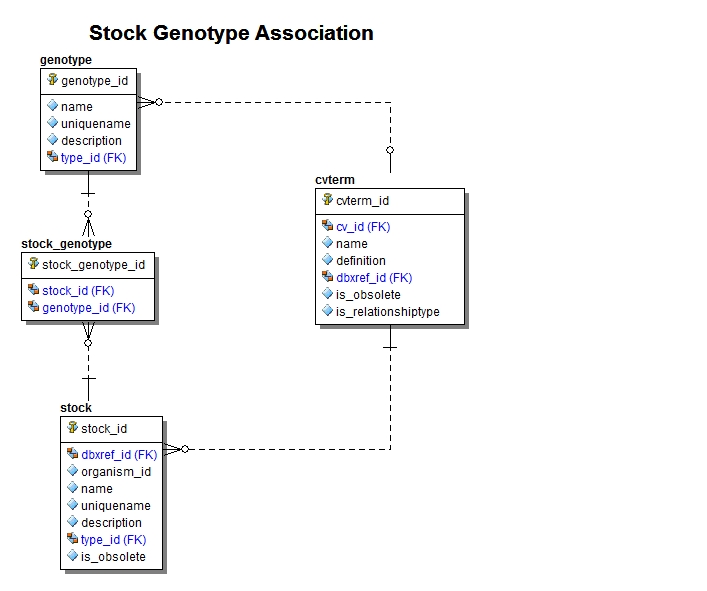 Stock Genotype Association
genotype
genotype_id
name
uniquename
description
type_id (FK)
cvterm
cvterm_id
cv_id (FK)
name
definition
dbxref_id (FK)
is_obsolete
is_relationshiptype
stock_genotype
stock_genotype_id
stock_id (FK)
genotype_id (FK)
stock
stock_id
dbxref_id (FK)
organism_id
name
uniquename
description
type_id (FK)
is_obsolete